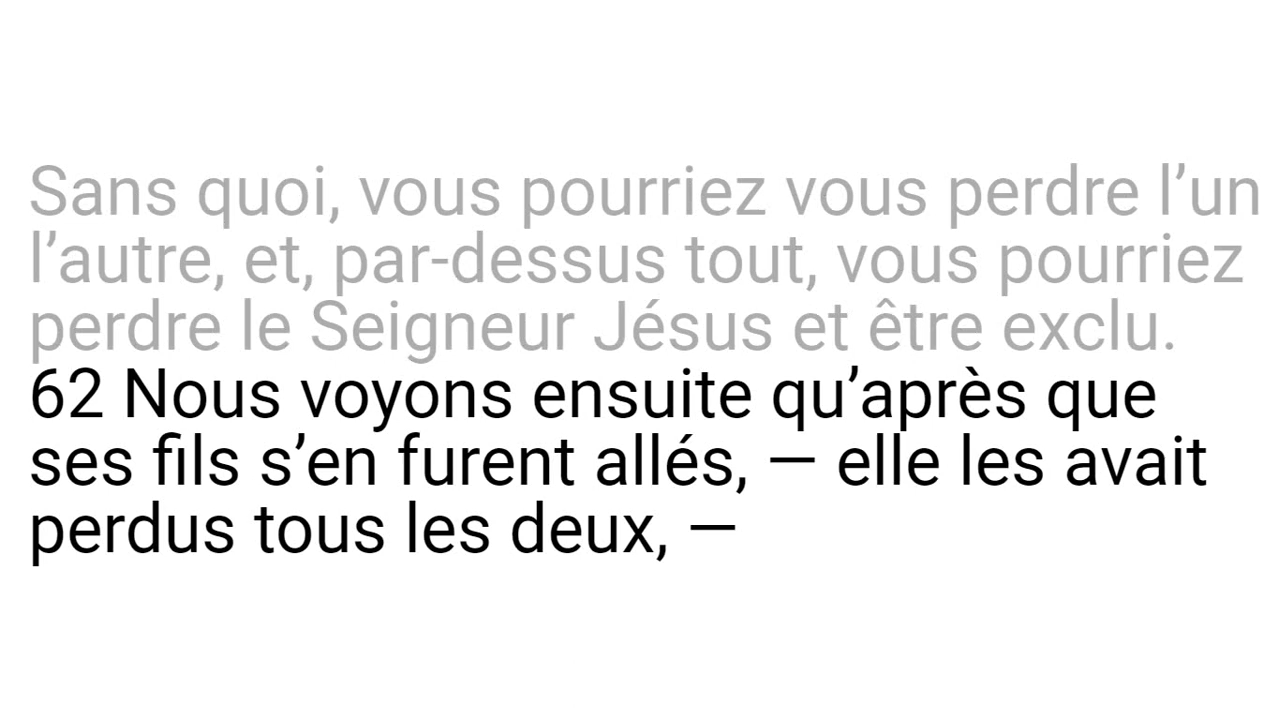 Sans quoi, vous pourriez vous perdre l’un
l’autre, et, par-dessus tout, vous pourriez
perdre le Seigneur Jésus et être exclu.
62 Nous voyons ensuite qu’après que
ses fils s’en furent allés, — elle les avait
perdus tous les deux, —